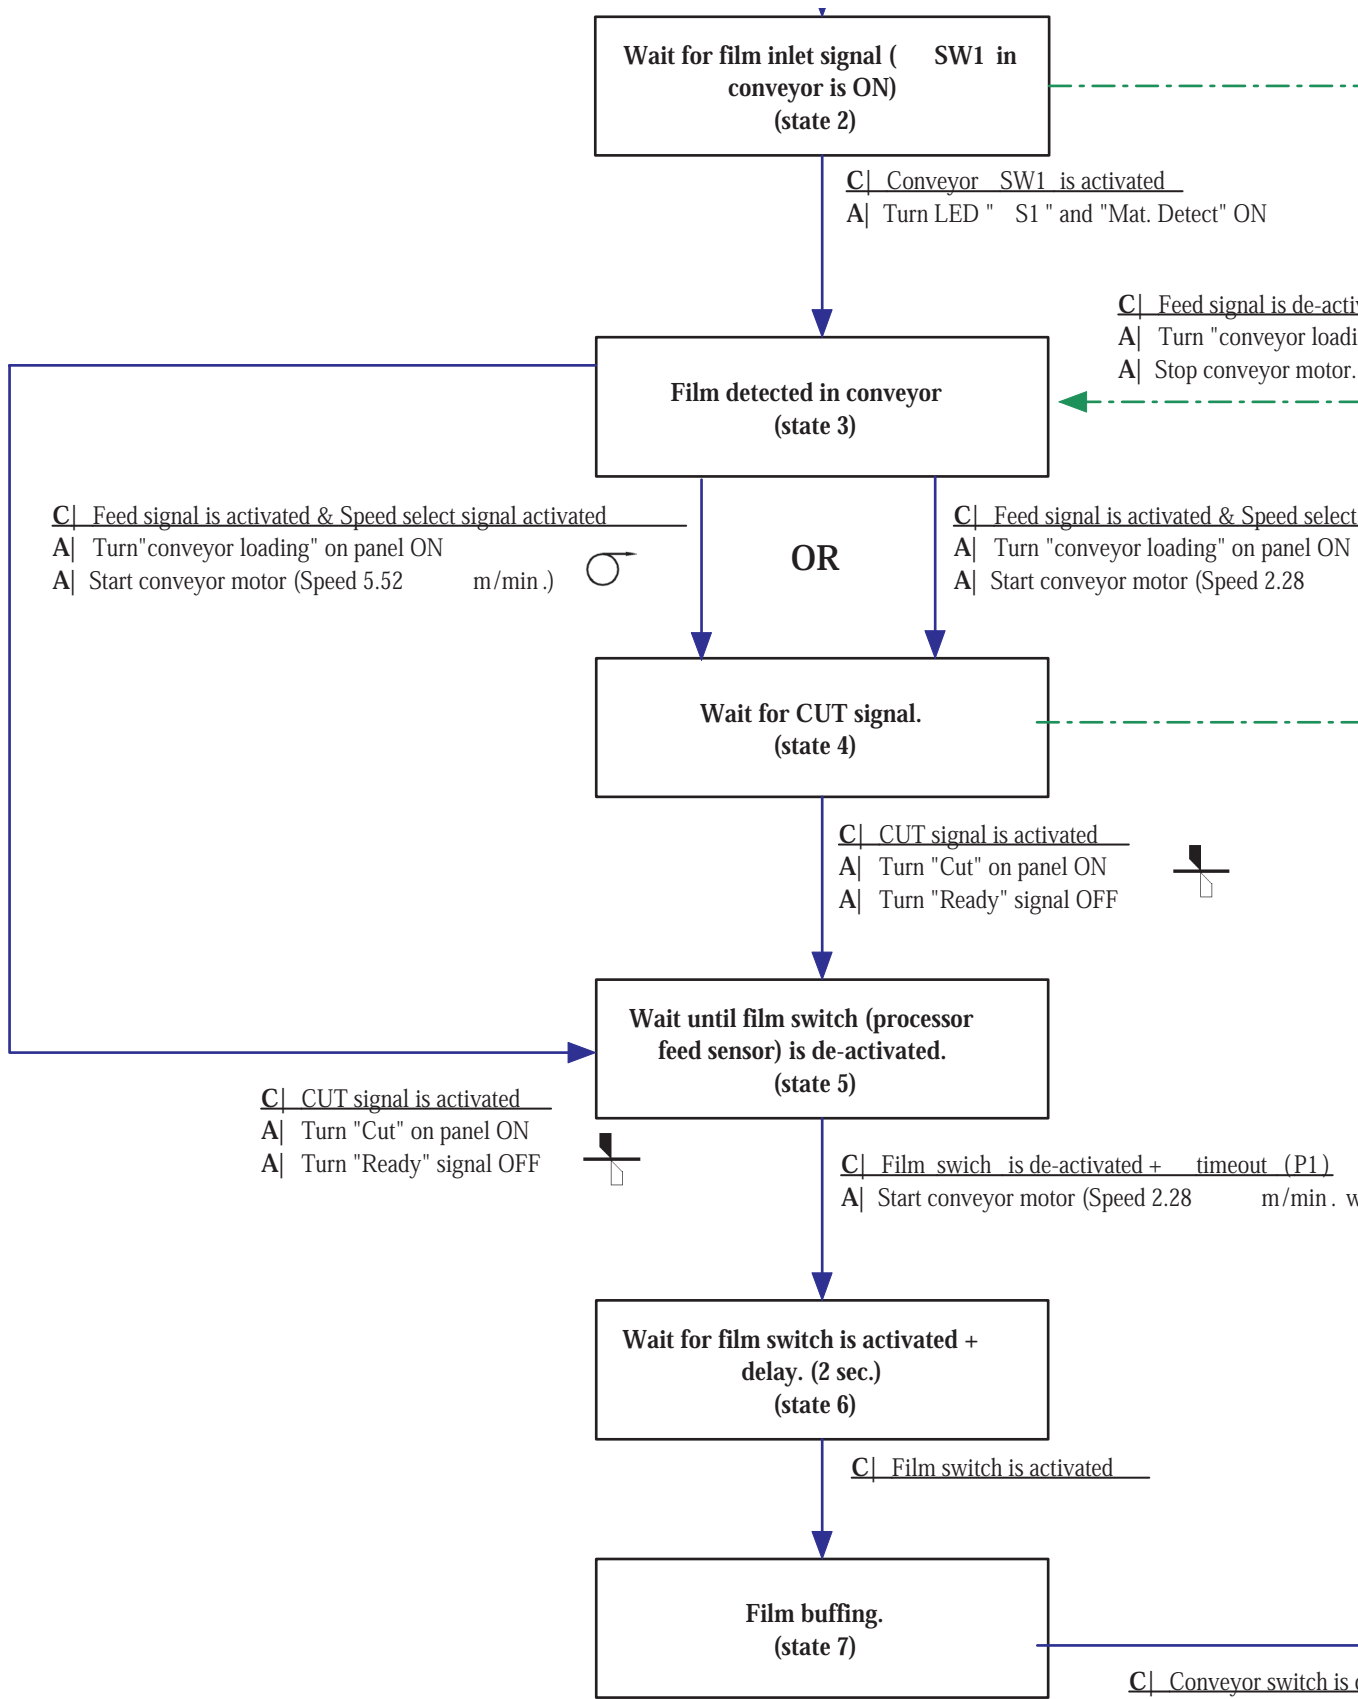 Wait for film inlet signal ( SW1 in
conveyor is ON)
(state 2)
C| Conveyor SW1 is activated
A| Turn LED " S1 " and "Mat. Detect" ON
C| Feed signal is de-activ
A| Turn "conveyor loadi
A| Stop conveyor motor.
Film detected in conveyor
(state 3)
C| Feed signal is activated & Speed select signal activated
A| Turn"conveyor loading" on panel ON
A| Start conveyor motor (Speed 5.52 m/min.)
OR
C| Feed signal is activated & Speed select
A| Turn "conveyor loading" on panel ON
A| Start conveyor motor (Speed 2.28
Wait for CUT signal.
(state 4)
C| CUT signal is activated
A| Turn "Cut" on panel ON
A| Turn "Ready" signal OFF
Wait until film switch (processor
feed sensor) is de-activated.
(state 5)
C| CUT signal is activated
A| Turn "Cut" on panel ON
A| Turn "Ready" signal OFF
C| Film swich is de-activated + timeout (P1)
A| Start conveyor motor (Speed 2.28 m/min. w
Wait for film switch is activated +
delay. (2 sec.)
(state 6)
C| Film switch is activated
Film buffing.
(state 7)
C| Conveyor switch is